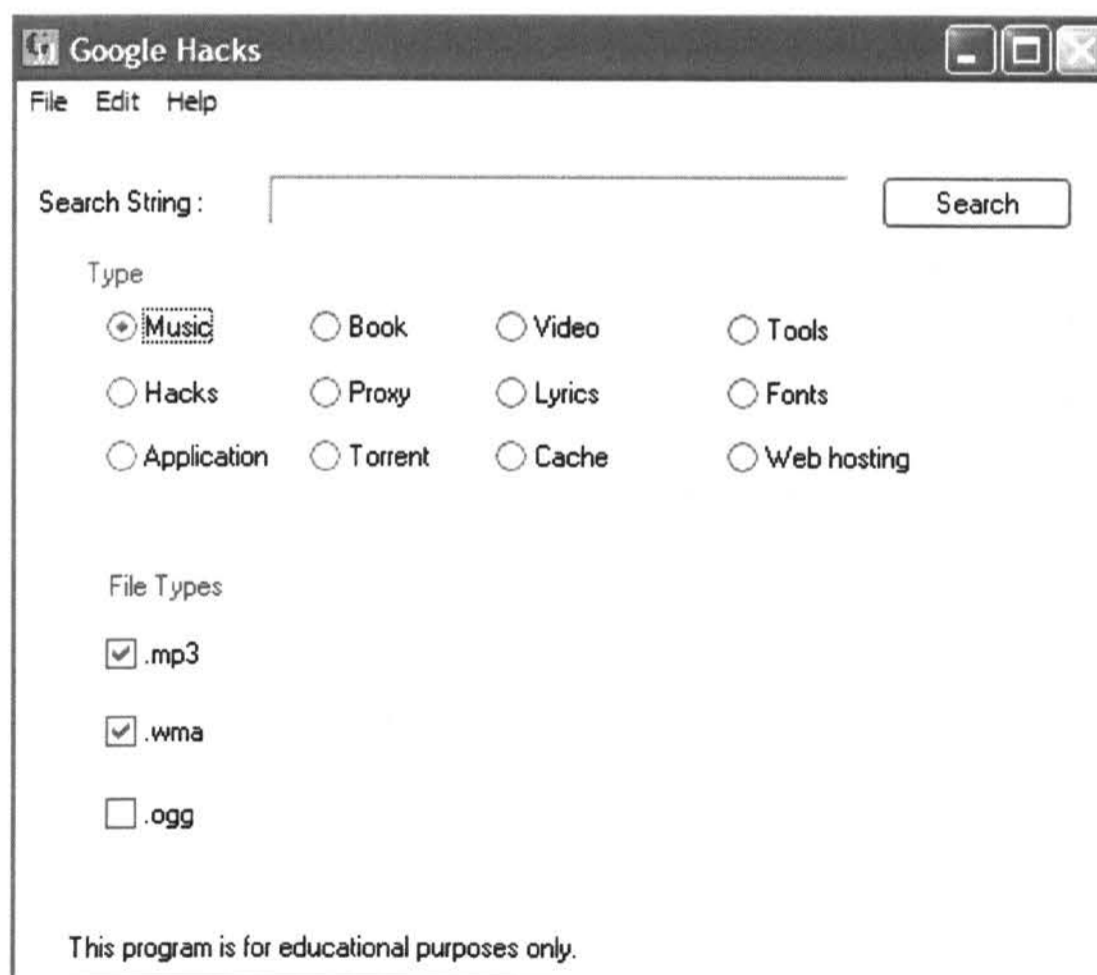 Google Hacks
File Edit Help
Search String : Search
Type
Music Book Video Tools
Hacks Proxy Lyrics Fonts
Application Torrent Cache Web hosting
File Types
.mp3
.wma
.ogg
This program is for educational purposes only.